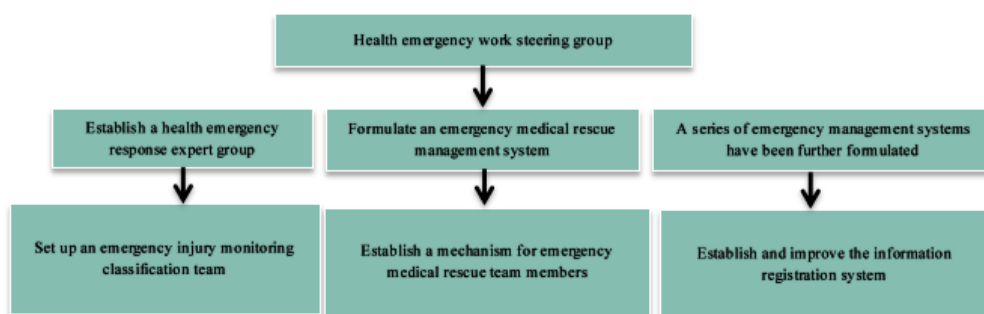 Health emergency work steering group
Establish a health emergency
response expert group
Formulate an emergency medical rescue
management system
A series of emergency management systems
have been further formulated
Set up an emergency injury monitoring
classification team
Establish a mechanism for emergency
medical rescue team members
Establish and improve the information
registration system